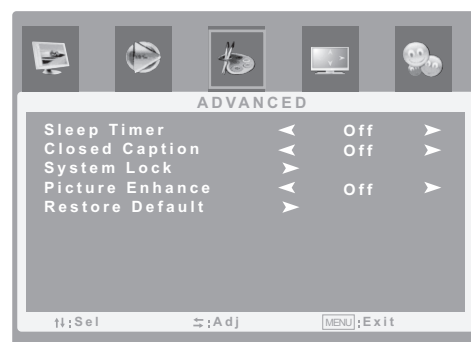 ADVANCED
Sleep Timer Off
Closed Caption Off
System Lock
Picture Enhance Off
Restore Default
:Sel :Adj MENU :Exit